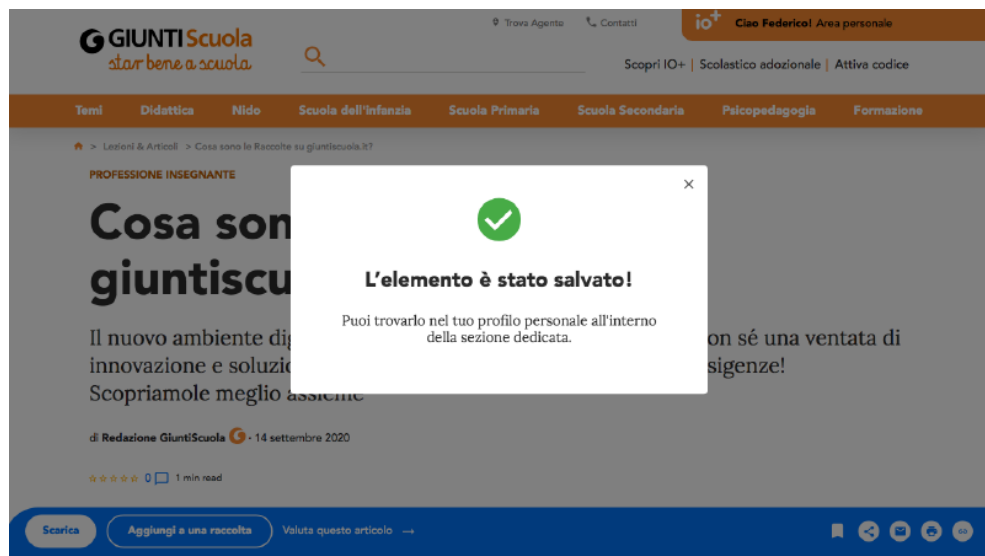 Trova Agente
Contatti
io+ Ciao Federico! Area personale
GIUNTI Scuola
star bene a scuola
Scopri IO+ | Scolastico adozionale | Attiva codice
Temi Didattica Nido Scuola dell'infanzia Scuola Primaria Scuola Secondaria Psicopedagogia Formazione
> Lezioni & Articoli > Cosa sono le Raccolte su giuntiscuola.it?
PROFESSIONE INSEGNANTE
Cosa son
giuntiscu
×
L'elemento è stato salvato!
Puoi trovarlo nel tuo profilo personale all'interno
della sezione dedicata.
Il nuovo ambiente dig on sé una ventata di
innovazione e soluzio sigenze!
Scopriamole meglio assieme
di Redazione GiuntiScuola G · 14 settembre 2020
0 1 min read
Scarica Aggiungi a una raccolta Valuta questo articolo →